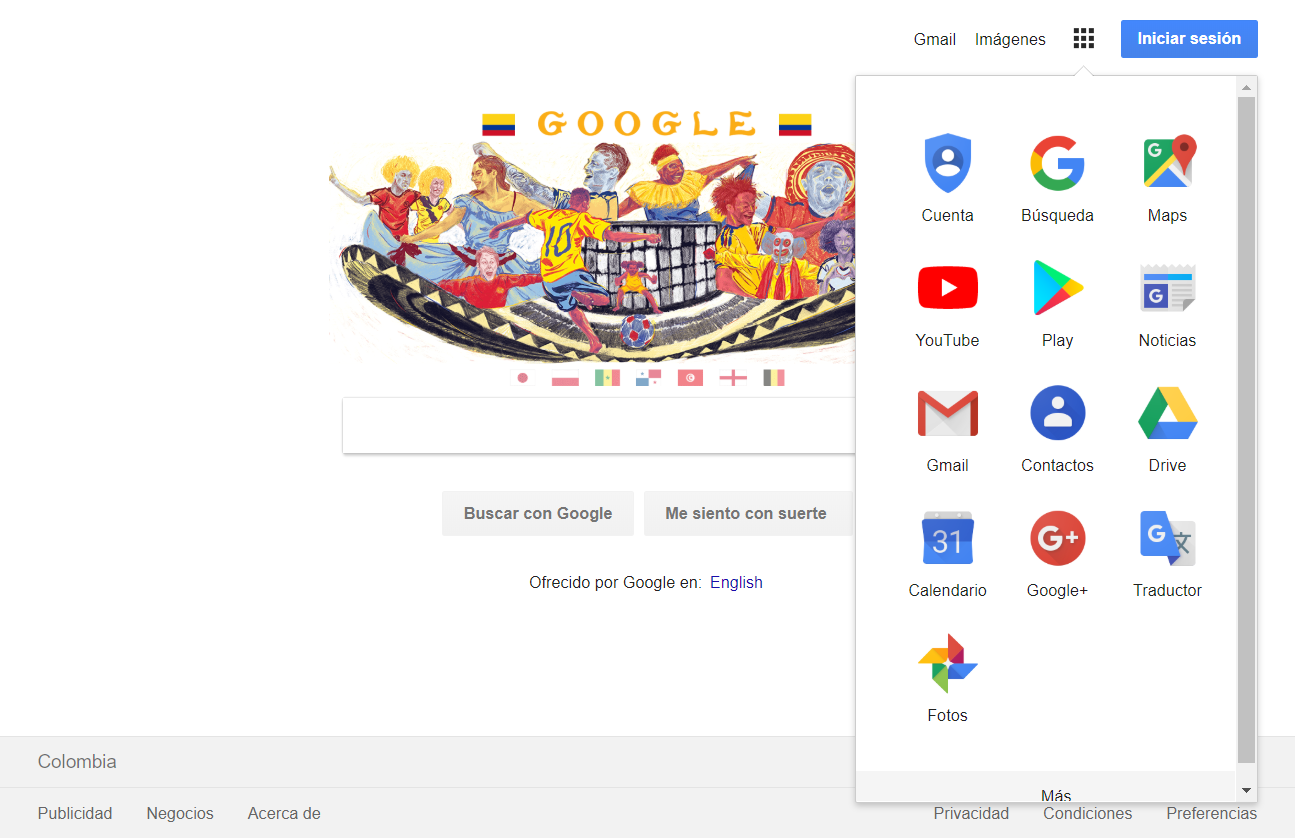 Gmail Imágenes Iniciar sesión
GOOGLE
10
Buscar con Google Me siento con suerte
Ofrecido por Google en: English
G
Cuenta Búsqueda Maps
G
YouTube Play Noticias
Gmail Contactos Drive
31 G+ G 文
Calendario Google+ Traductor
Fotos
Más
Colombia
Publicidad Negocios Acerca de Privacidad Condiciones Preferencias